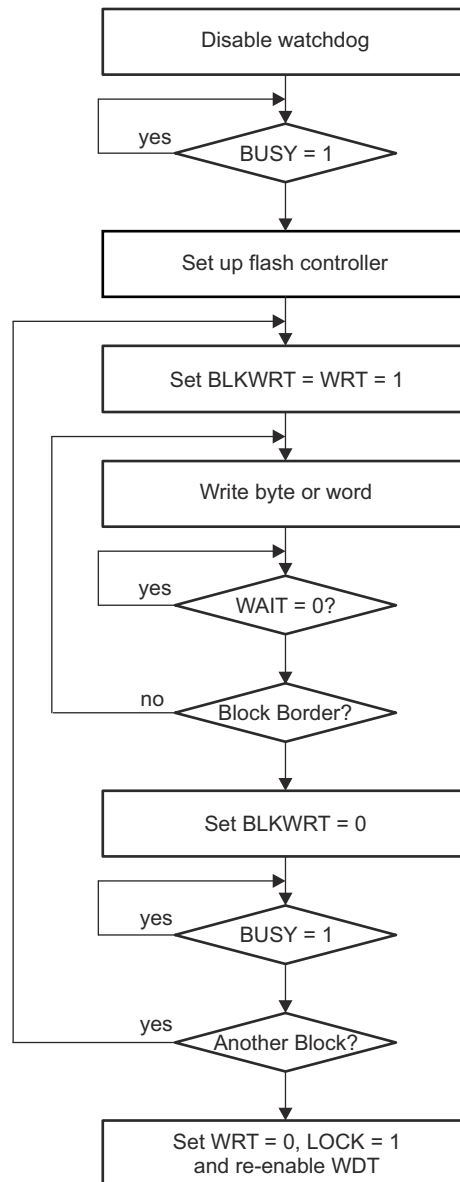 Disable watchdog
yes
BUSY = 1
Set up flash controller
Set BLKWRT = WRT = 1
Write byte or word
yes
WAIT = 0?
no
Block Border?
Set BLKWRT = 0
yes
BUSY = 1
yes
Another Block?
Set WRT = 0, LOCK = 1
and re-enable WDT